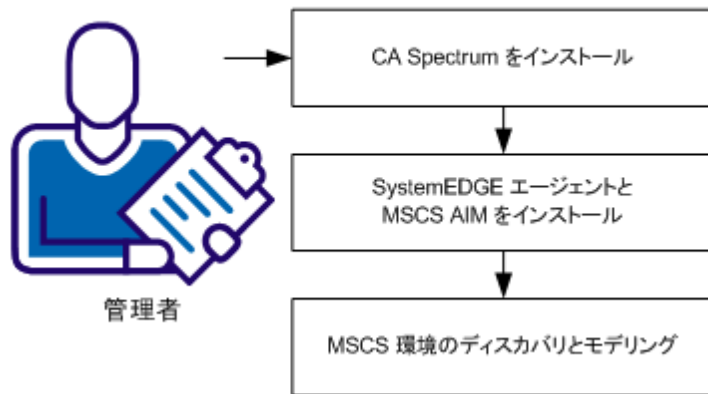 CA Spectrum をインストール
SystemEDGE エージェントと
MSCS AIM をインストール
管理者
MSCS 環境のディスカバリとモデリング